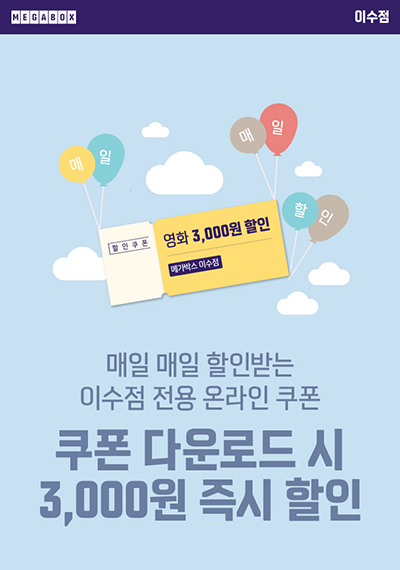 MEGABOX
이수점
매일
매일
할인
할인쿠폰
영화 3,000원 할인
메가박스 이수점
매일 매일 할인받는
이수점 전용 온라인 쿠폰
쿠폰 다운로드 시
3,000원 즉시 할인